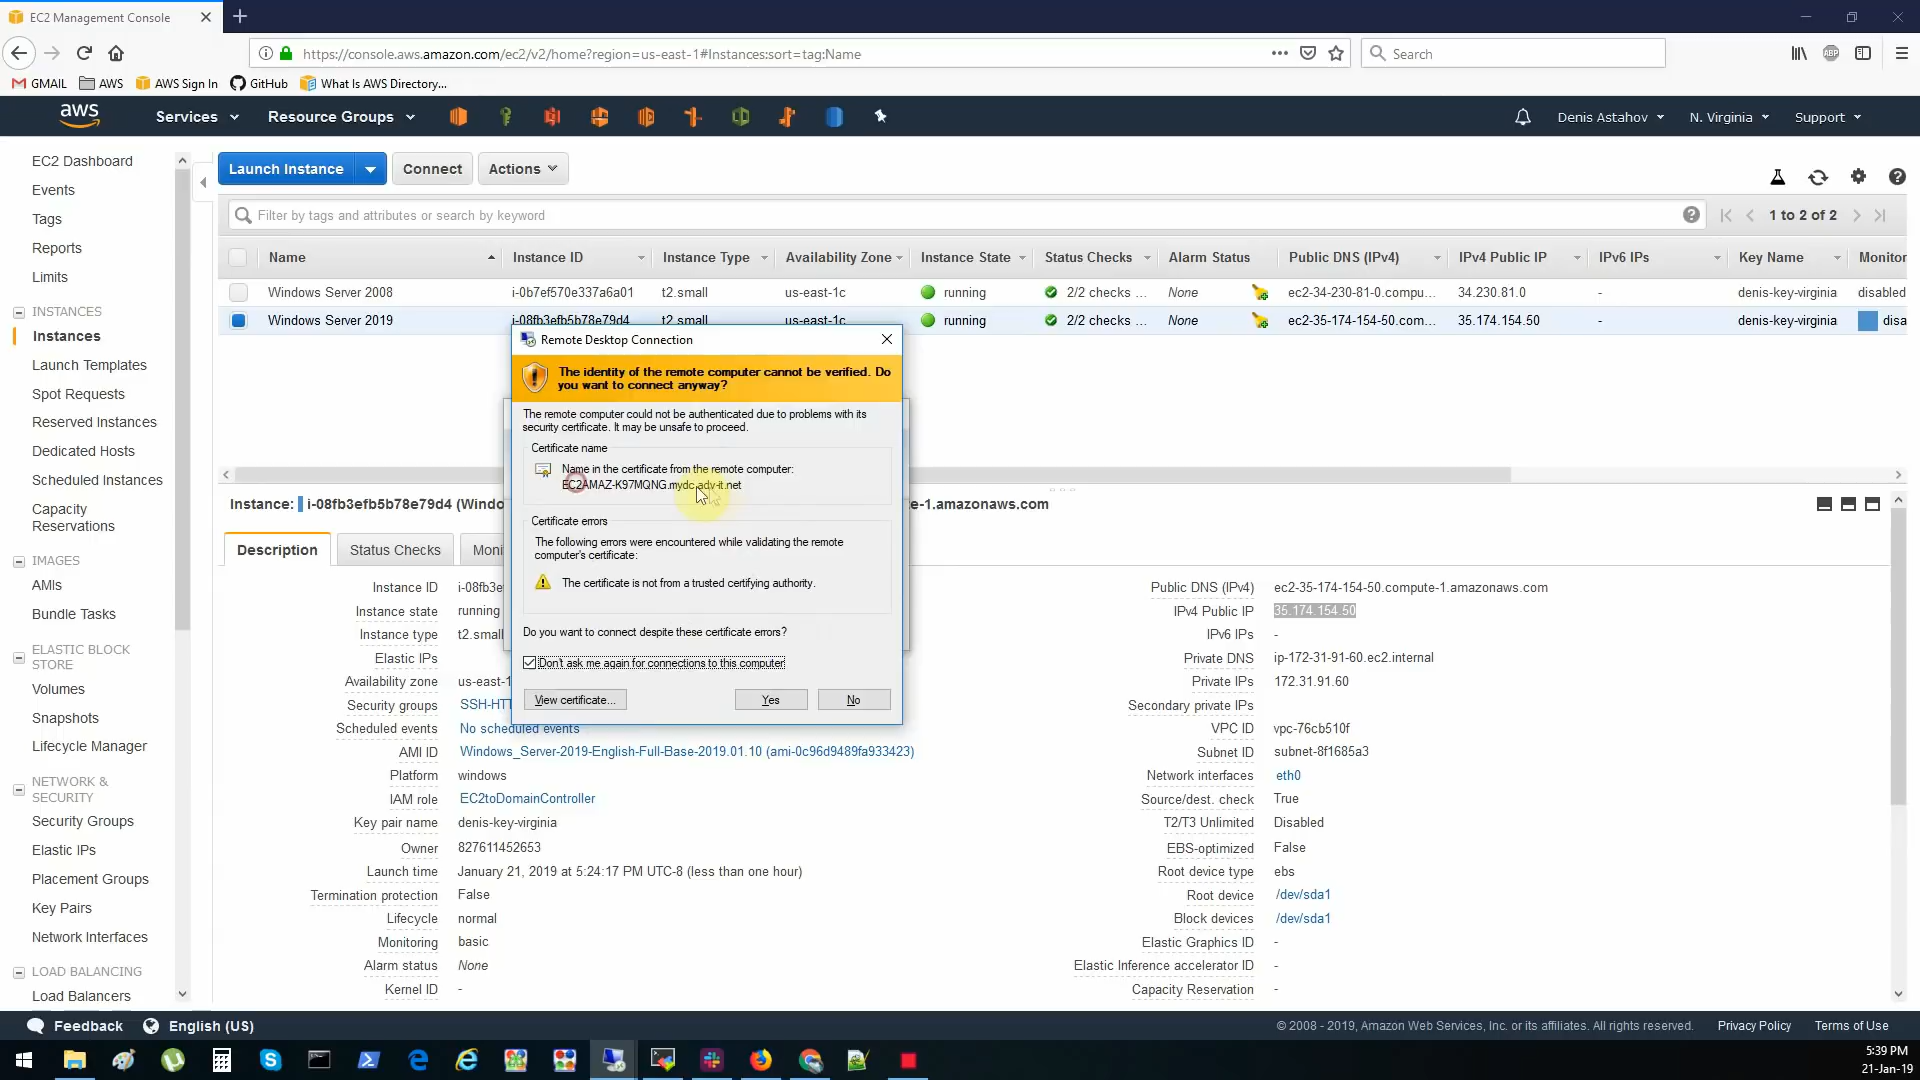 EC2 Management Console
https://console.aws.amazon.com/ec2/v2/home?region=us-east-1#Instances:sort=tag:Name
Search
GMAIL
AWS
AWS Sign In
GitHub
What Is AWS Directory...
aws
Services
Resource Groups
Denis Astahov
N. Virginia
Support
EC2 Dashboard
Events
Tags
Reports
Limits
INSTANCES
Instances
Launch Templates
Spot Requests
Reserved Instances
Dedicated Hosts
Scheduled Instances
Capacity
Reservations
IMAGES
AMIs
Bundle Tasks
ELASTIC BLOCK
STORE
Volumes
Snapshots
Lifecycle Manager
NETWORK &
SECURITY
Security Groups
Elastic IPs
Placement Groups
Key Pairs
Network Interfaces
LOAD BALANCING
Load Balancers
Launch Instance
Connect
Actions
Filter by tags and attributes or search by keyword
1 to 2 of 2
Name Instance ID Instance Type Availability Zone Instance State Status Checks Alarm Status Public DNS (IPv4) IPv4 Public IP IPv6 IPs Key Name Monitor
Windows Server 2008 i-0b7ef570e337a6a01 t2.small us-east-1c running 2/2 checks ... None ec2-34-230-81-0.compu... 34.230.81.0 - denis-key-virginia disabled
Windows Server 2019 i-08fb3efb5b78e79d4 t2.small us-east-1c running 2/2 checks ... None ec2-35-174-154-50.com... 35.174.154.50 - denis-key-virginia disa
Remote Desktop Connection
The identity of the remote computer cannot be verified. Do
you want to connect anyway?
The remote computer could not be authenticated due to problems with its
security certificate. It may be unsafe to proceed.
Certificate name
Name in the certificate from the remote computer:
EC2AMAZ-K97MQNG.mydc.adv-it.net
Certificate errors
The following errors were encountered while validating the remote
computer's certificate:
The certificate is not from a trusted certifying authority.
Do you want to connect despite these certificate errors?
Don't ask me again for connections to this computer
View certificate...
Yes
No
Instance: i-08fb3efb5b78e79d4 (Windo
e-1.amazonaws.com
Description
Status Checks
Moni
Instance ID i-08fb3e
Instance state running
Instance type t2.small
Elastic IPs
Availability zone us-east-1
Security groups SSH-HT
Scheduled events No scheduled events
AMI ID Windows_Server-2019-English-Full-Base-2019.01.10 (ami-0c96d9489fa933423)
Platform windows
IAM role EC2toDomainController
Key pair name denis-key-virginia
Owner 827611452653
Launch time January 21, 2019 at 5:24:17 PM UTC-8 (less than one hour)
Termination protection False
Lifecycle normal
Monitoring basic
Alarm status None
Kernel ID -
Public DNS (IPv4) ec2-35-174-154-50.compute-1.amazonaws.com
IPv4 Public IP 35.174.154.50
IPv6 IPs -
Private DNS ip-172-31-91-60.ec2.internal
Private IPs 172.31.91.60
Secondary private IPs
VPC ID vpc-76cb510f
Subnet ID subnet-8f1685a3
Network interfaces eth0
Source/dest. check True
T2/T3 Unlimited Disabled
EBS-optimized False
Root device type ebs
Root device /dev/sda1
Block devices /dev/sda1
Elastic Graphics ID -
Elastic Inference accelerator ID -
Capacity Reservation -
Feedback
English (US)
© 2008 - 2019, Amazon Web Services, Inc. or its affiliates. All rights reserved.
Privacy Policy
Terms of Use
5:39 PM
21-Jan-19